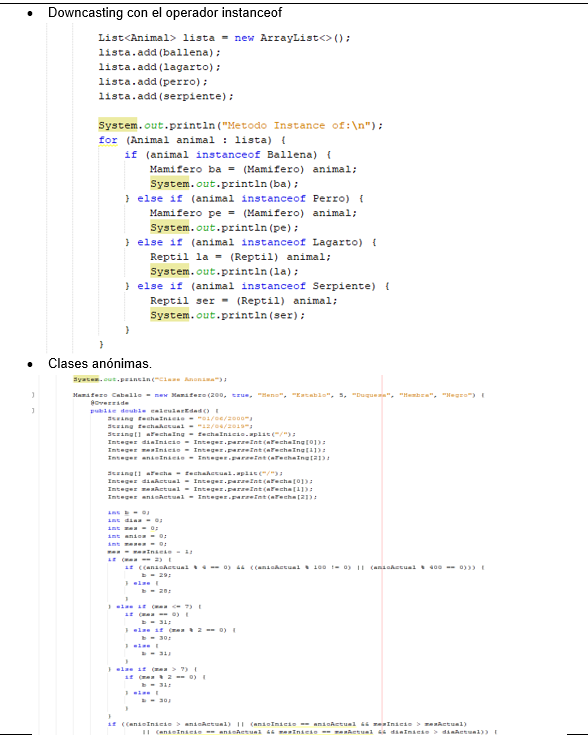 • Downcasting con el operador instanceof
List<Animal> lista = new ArrayList<>();
lista.add(ballena);
lista.add(lagarto);
lista.add(perro);
lista.add(serpiente);
System.out.println("Metodo Instance of:\n");
for (Animal animal : lista) {
if (animal instanceof Ballena) {
Mamifero ba = (Mamifero) animal;
System.out.println(ba);
} else if (animal instanceof Perro) {
Mamifero pe = (Mamifero) animal;
System.out.println(pe);
} else if (animal instanceof Lagarto) {
Reptil la = (Reptil) animal;
System.out.println(la);
} else if (animal instanceof Serpiente) {
Reptil ser = (Reptil) animal;
System.out.println(ser);
}
}
• Clases anónimas.
System.out.println("Clase Anonima");
Mamifero Caballo = new Mamifero(200, true, "Heno", "Establo", 5, "Duquesa", "Hembra", "Negro") {
@Override
public double calcularEdad() {
String fechaInicio = "01/06/2000";
String fechaActual = "12/04/2018";
String[] aFechaIng = fechaInicio.split("/");
Integer diaInicio = Integer.parseInt(aFechaIng[0]);
Integer mesInicio = Integer.parseInt(aFechaIng[1]);
Integer anioInicio = Integer.parseInt(aFechaIng[2]);
String[] aFecha = fechaActual.split("/");
Integer diaActual = Integer.parseInt(aFecha[0]);
Integer mesActual = Integer.parseInt(aFecha[1]);
Integer anioActual = Integer.parseInt(aFecha[2]);
int b = 0;
int dias = 0;
int mes = 0;
int anios = 0;
int meses = 0;
mes = mesInicio - 1;
if (mes == 2) {
if ((anioActual % 4 == 0) && ((anioActual % 100 != 0) || (anioActual % 400 == 0))) {
b = 29;
} else {
b = 28;
}
} else if (mes <= 7) {
if (mes == 0) {
b = 31;
} else if (mes % 2 == 0) {
b = 30;
} else {
b = 31;
}
} else if (mes > 7) {
if (mes % 2 == 0) {
b = 31;
} else {
b = 30;
}
}
if ((anioInicio > anioActual) || (anioInicio == anioActual && mesInicio > mesActual)
|| (anioInicio == anioActual && mesInicio == mesActual && diaInicio > diaActual)) {